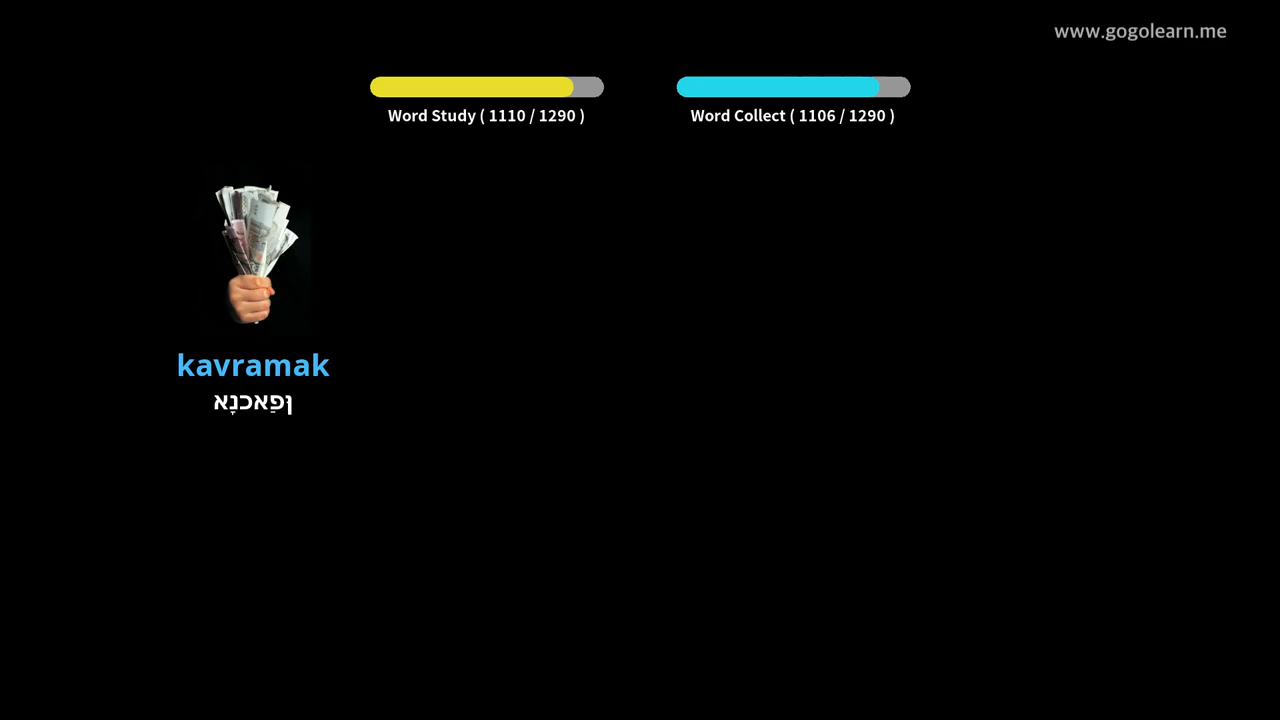 www.gogolearn.me
Word Study ( 1110 / 1290 )
Word Collect ( 1106 / 1290 )
kavramak
ןּפַאכנָא